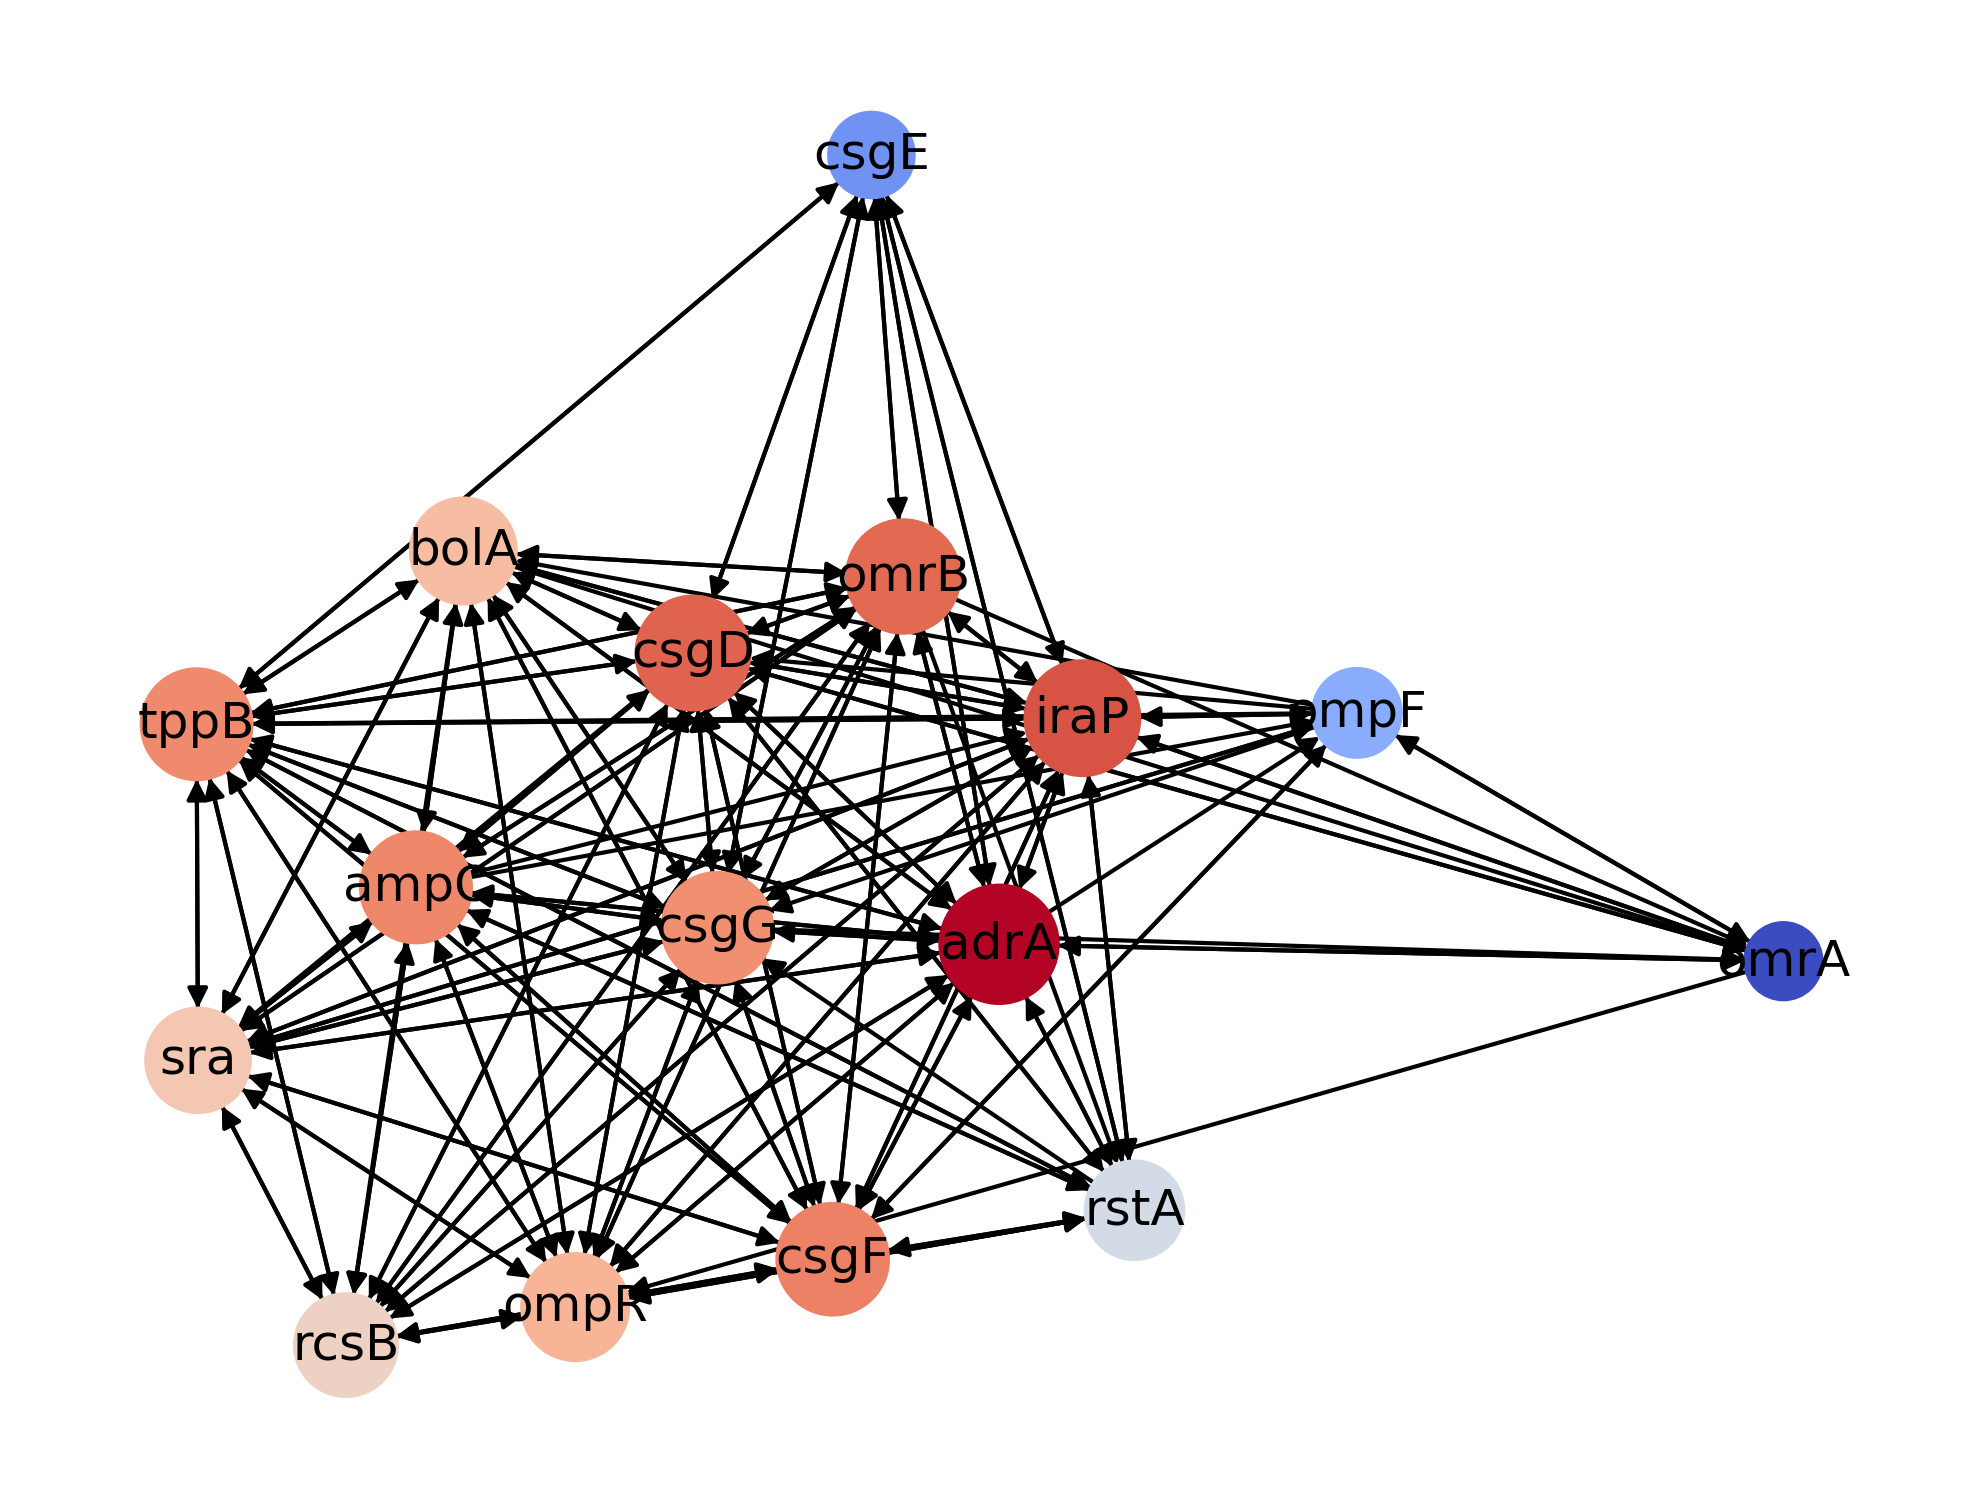 csgE
bolA
omrB
csgD
iraP
ompF
tppB
ampC
csgG
adrA
omrA
sra
rstA
csgF
ompR
rcsB